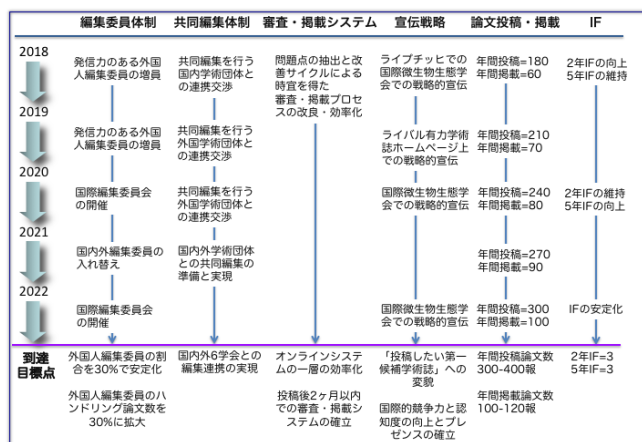 編集委員体制
共同編集体制
審査・掲載システム
宣伝戦略
論文投稿・掲載
IF
2018
発信力のある外国
人編集委員の増員
共同編集を行う
国内学術団体と
の連携交渉
問題点の抽出と改
善サイクルによる
時宜を得た
審査・掲載プロセ
スの改良・効率化
ライプチッヒでの
国際微生物生態学
会での戦略的宣伝
年間投稿=180
年間掲載=60
2年IFの向上
5年IFの維持
2019
発信力のある外国
人編集委員の増員
共同編集を行う
外国学術団体と
の連携交渉
ライバル有力学術
誌ホームページ上
での戦略的宣伝
年間投稿=210
年間掲載=70
2020
国際編集委員会
の開催
共同編集を行う
外国学術団体と
の連携交渉
国際微生物生態学
会での戦略的宣伝
年間投稿=240
年間掲載=80
2年IFの維持
5年IFの向上
2021
国内外編集委員の
入れ替え
国内外学術団体
との共同編集の
準備と実現
年間投稿=270
年間掲載=90
2022
国際編集委員会
の開催
国際微生物生態学
会での戦略的宣伝
年間投稿=300
年間掲載=100
IFの安定化
到達
目標点
外国人編集委員の割
合を30%で安定化
外国人編集委員のハ
ンドリング論文数を
30%に拡大
国内外6学会との
編集連携の実現
オンラインシステ
ムの一層の効率化
投稿後2ヶ月以内
での審査・掲載シ
ステムの確立
「投稿したい第一
候補学術誌」への
変貌
国際的競争力と認
知度の向上とプレ
ゼンスの確立
年間投稿論文数
300-400報
年間掲載論文数
100-120報
2年IF=3
5年IF=3